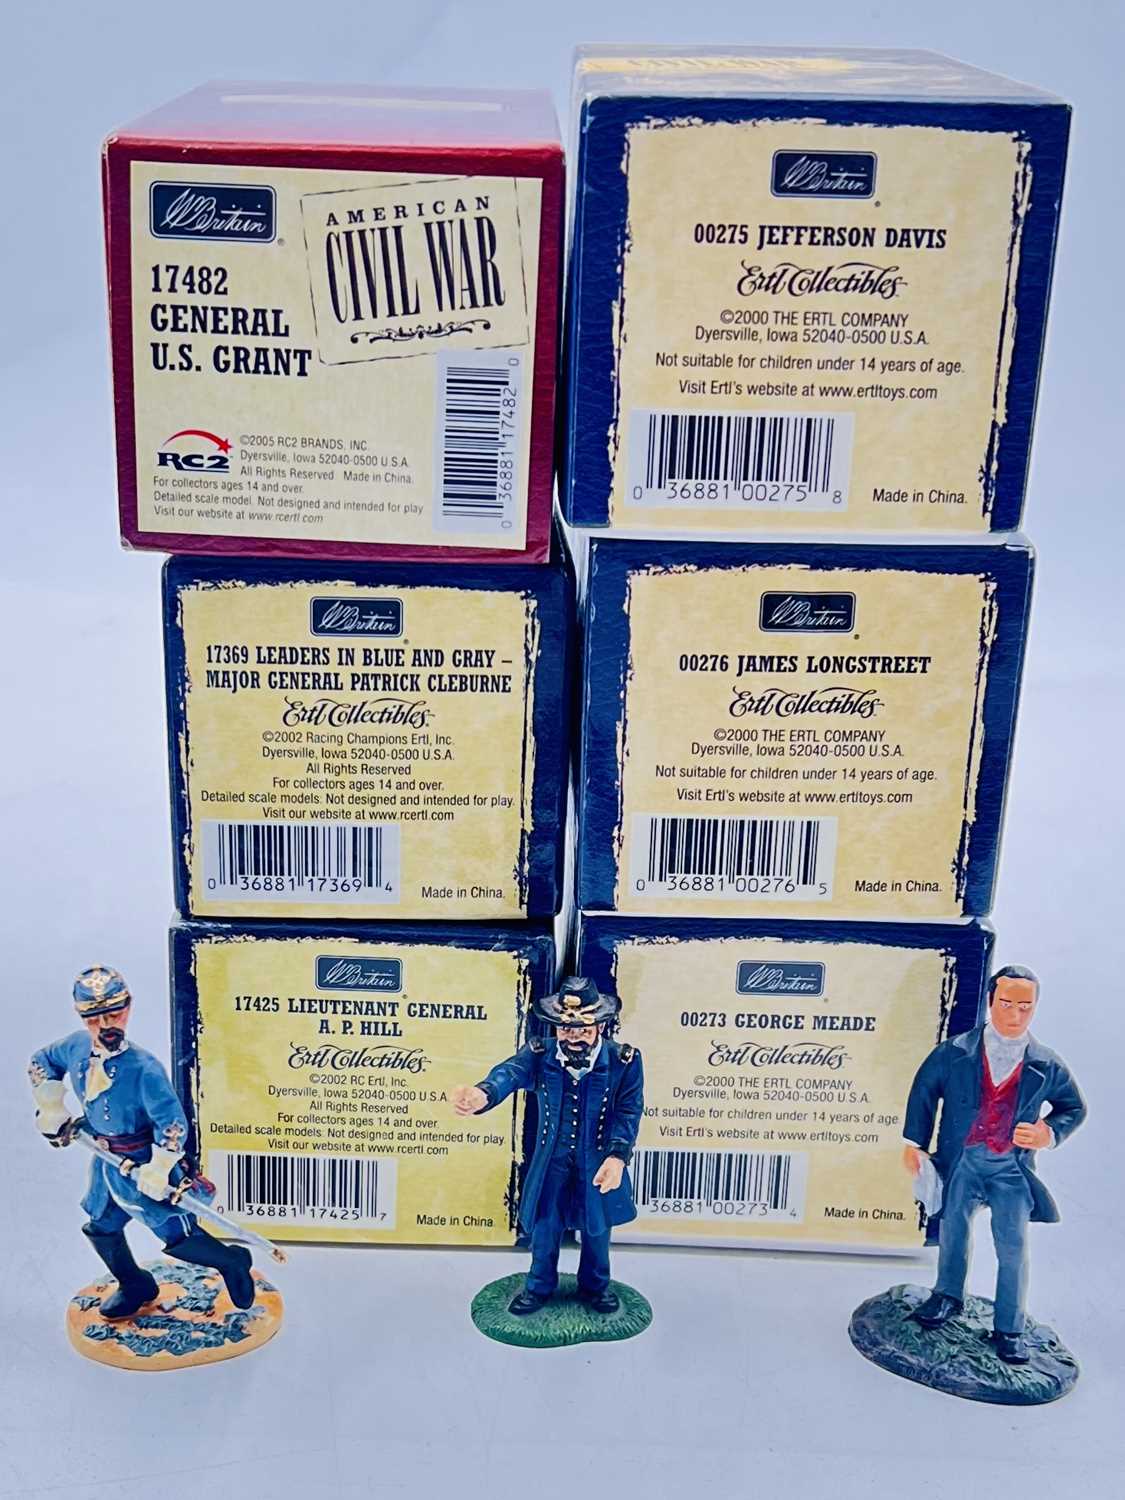 W Britain
AMERICAN
CIVIL WAR
17482
GENERAL
U.S. GRANT
RC2
©2005 RC2 BRANDS, INC.
Dyersville, Iowa 52040-0500 U.S.A.
All Rights Reserved Made in China.
For collectors ages 14 and over.
Detailed scale model. Not designed and intended for play
Visit our website at www.rcertl.com
0 36881 17482 0
CIVIL WAR
W Britain
00275 JEFFERSON DAVIS
Ertl Collectibles
©2000 THE ERTL COMPANY
Dyersville, Iowa 52040-0500 U.S.A.
Not suitable for children under 14 years of age.
Visit Ertl's website at www.ertltoys.com
0 36881 00275 8
Made in China.
W Britain
17369 LEADERS IN BLUE AND GRAY –
MAJOR GENERAL PATRICK CLEBURNE
Ertl Collectibles
©2002 Racing Champions Ertl, Inc.
Dyersville, Iowa 52040-0500 U.S.A.
All Rights Reserved
For collectors ages 14 and over.
Detailed scale models. Not designed and intended for play.
Visit our website at www.rcertl.com
0 36881 17369 4
Made in China.
W Britain
00276 JAMES LONGSTREET
Ertl Collectibles
©2000 THE ERTL COMPANY
Dyersville, Iowa 52040-0500 U.S.A.
Not suitable for children under 14 years of age.
Visit Ertl's website at www.ertltoys.com
0 36881 00276 5
Made in China.
W Britain
17425 LIEUTENANT GENERAL
A. P. HILL
Ertl Collectibles
©2002 RC Ertl, Inc.
Dyersville, Iowa 52040-0500 U.S.A.
All Rights Reserved
For collectors ages 14 and over.
Detailed scale models. Not designed and intended for play.
Visit our website at www.rcertl.com
0 36881 17425 7
Made in China.
W Britain
00273 GEORGE MEADE
Ertl Collectibles
©2000 THE ERTL COMPANY
Dyersville, Iowa 52040-0500 U.S.A.
Not suitable for children under 14 years of age.
Visit Ertl's website at www.ertltoys.com
36881 00273 4
Made in China.